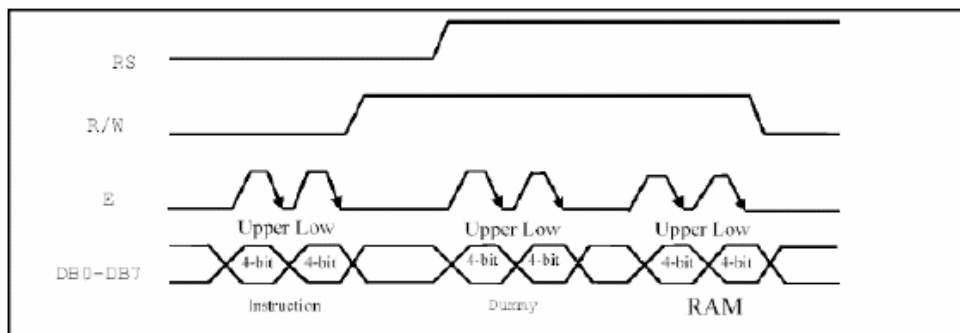 RS
R/W
E
Upper Low Upper Low Upper Low
DB0-DB7 4-bit 4-bit 4-bit 4-bit 4-bit 4-bit
Instruction Dummy RAM